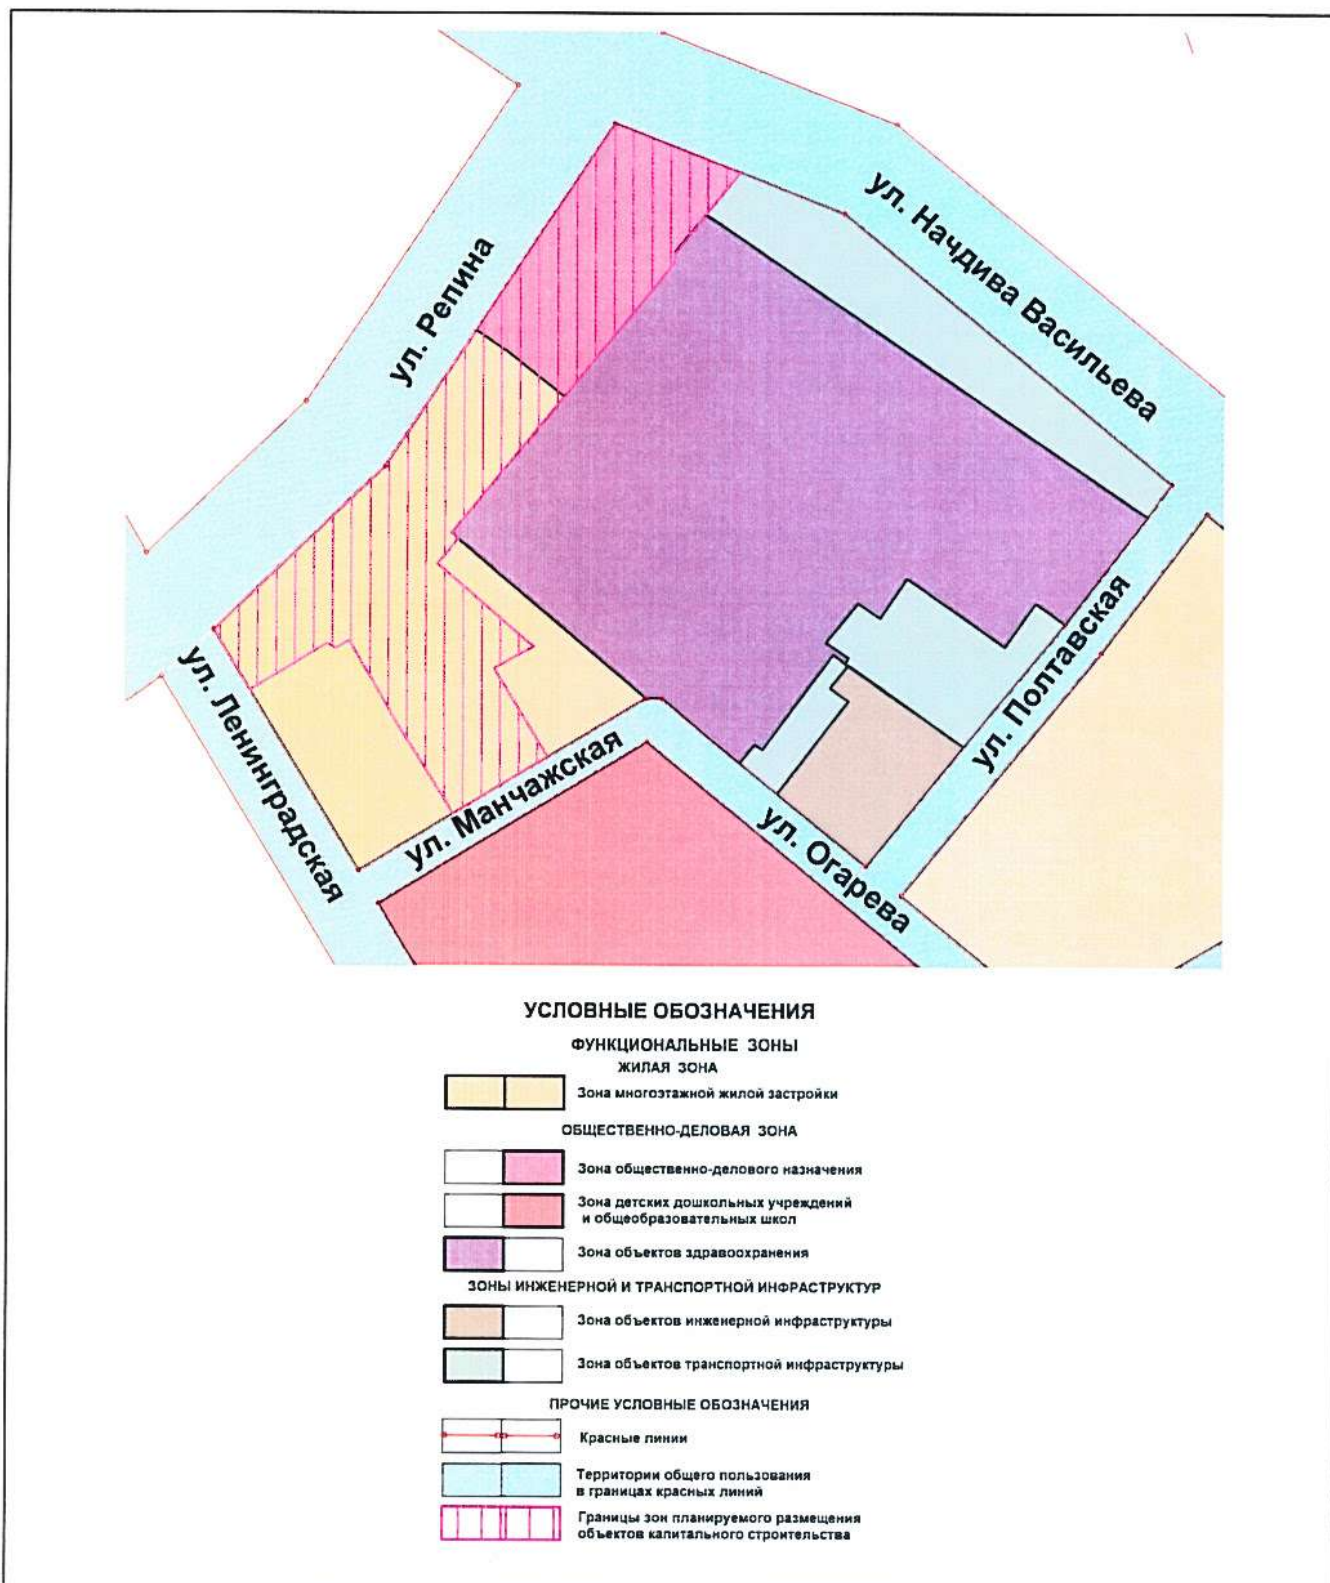 ул. Репина
ул. Начдива Васильева
ул. Полтавская
ул. Ленинградская
ул. Манчажская
ул. Огарева
УСЛОВНЫЕ ОБОЗНАЧЕНИЯ
ФУНКЦИОНАЛЬНЫЕ ЗОНЫ
ЖИЛАЯ ЗОНА
Зона многоэтажной жилой застройки
ОБЩЕСТВЕННО-ДЕЛОВАЯ ЗОНА
Зона общественно-делового назначения
Зона детских дошкольных учреждений
и общеобразовательных школ
Зона объектов здравоохранения
ЗОНЫ ИНЖЕНЕРНОЙ И ТРАНСПОРТНОЙ ИНФРАСТРУКТУР
Зона объектов инженерной инфраструктуры
Зона объектов транспортной инфраструктуры
ПРОЧИЕ УСЛОВНЫЕ ОБОЗНАЧЕНИЯ
Красные линии
Территории общего пользования
в границах красных линий
Границы зон планируемого размещения
объектов капитального строительства